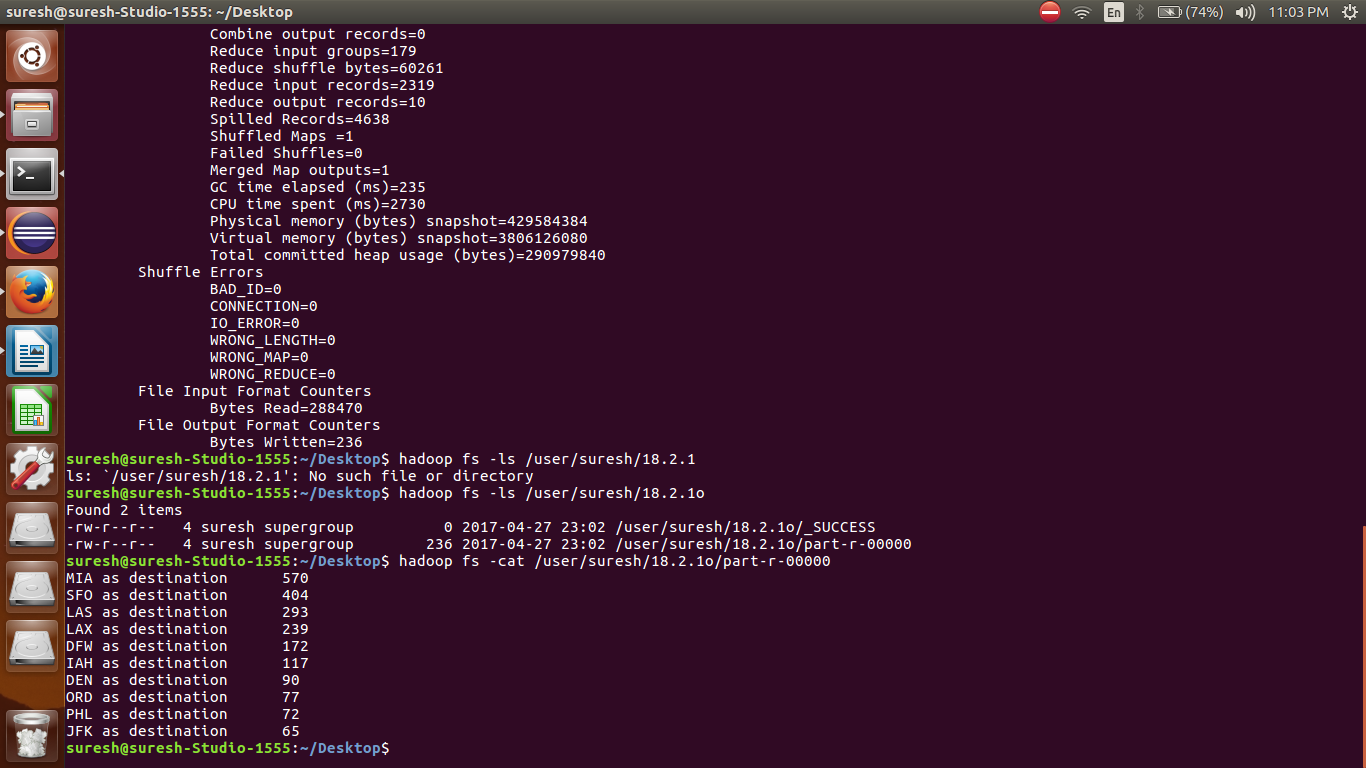 suresh@suresh-Studio-1555: ~/Desktop
En
(74%)
11:03 PM
Combine output records=0
Reduce input groups=179
Reduce shuffle bytes=60261
Reduce input records=2319
Reduce output records=10
Spilled Records=4638
Shuffled Maps =1
Failed Shuffles=0
Merged Map outputs=1
GC time elapsed (ms)=235
CPU time spent (ms)=2730
Physical memory (bytes) snapshot=429584384
Virtual memory (bytes) snapshot=3806126080
Total committed heap usage (bytes)=290979840
Shuffle Errors
BAD_ID=0
CONNECTION=0
IO_ERROR=0
WRONG_LENGTH=0
WRONG_MAP=0
WRONG_REDUCE=0
File Input Format Counters
Bytes Read=288470
File Output Format Counters
Bytes Written=236
suresh@suresh-Studio-1555:~/Desktop$ hadoop fs -ls /user/suresh/18.2.1
ls: `/user/suresh/18.2.1': No such file or directory
suresh@suresh-Studio-1555:~/Desktop$ hadoop fs -ls /user/suresh/18.2.1o
Found 2 items
-rw-r--r--   4 suresh supergroup          0 2017-04-27 23:02 /user/suresh/18.2.1o/_SUCCESS
-rw-r--r--   4 suresh supergroup        236 2017-04-27 23:02 /user/suresh/18.2.1o/part-r-00000
suresh@suresh-Studio-1555:~/Desktop$ hadoop fs -cat /user/suresh/18.2.1o/part-r-00000
MIA as destination      570
SFO as destination      404
LAS as destination      293
LAX as destination      239
DFW as destination      172
IAH as destination      117
DEN as destination      90
ORD as destination      77
PHL as destination      72
JFK as destination      65
suresh@suresh-Studio-1555:~/Desktop$